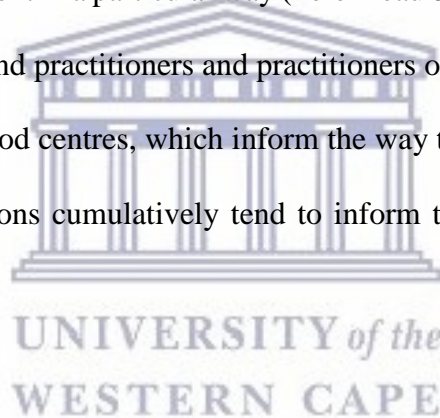 nd practitioners and practitioners o
od centres, which inform the way t
ons cumulatively tend to inform t
UNIVERSITY of the
WESTERN CAPE